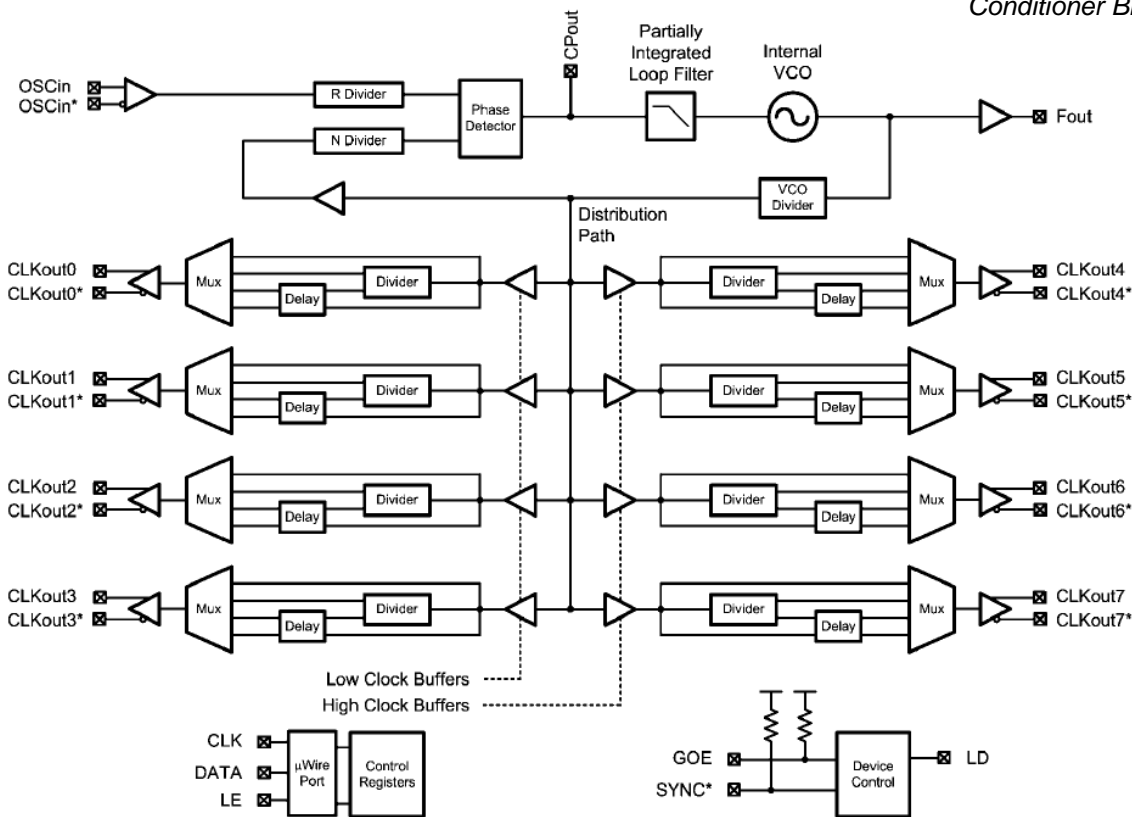 Conditioner B
CPout
Partially
Integrated
Loop Filter
Internal
VCO
OSCin
OSCin*
R Divider
N Divider
Phase
Detector
Fout
VCO
Divider
Distribution
Path
CLKout0
CLKout0*
Mux
Delay
Divider
Divider
Delay
Mux
CLKout4
CLKout4*
CLKout1
CLKout1*
Mux
Delay
Divider
Divider
Delay
Mux
CLKout5
CLKout5*
CLKout2
CLKout2*
Mux
Delay
Divider
Divider
Delay
Mux
CLKout6
CLKout6*
CLKout3
CLKout3*
Mux
Delay
Divider
Divider
Delay
Mux
CLKout7
CLKout7*
Low Clock Buffers
High Clock Buffers
CLK
DATA
LE
µWire
Port
Control
Registers
GOE
SYNC*
Device
Control
LD